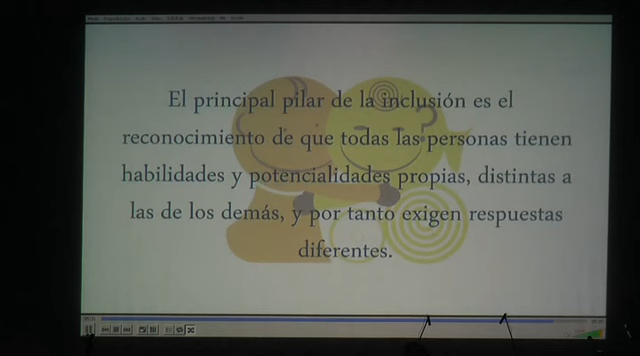 El principal pilar de la inclusión es el
reconocimiento de que todas las personas tienen
habilidades y potencialidades propias, distintas a
las de los demás, y por tanto exigen respuestas
diferentes.